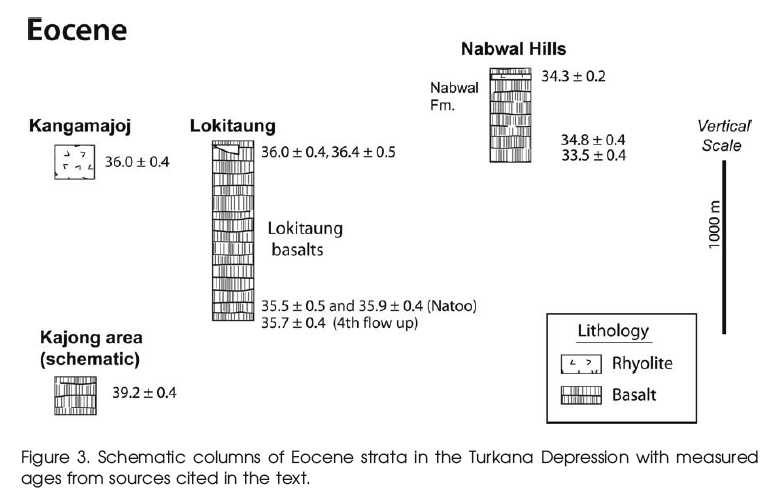 Eocene
Nabwal Hills
Nabwal
Fm.
34.3 ± 0.2
34.8 ± 0.4
33.5 ± 0.4
Kangamajoj
36.0 ± 0.4
Lokitaung
36.0 ± 0.4, 36.4 ± 0.5
Lokitaung
basalts
35.5 ± 0.5 and 35.9 ± 0.4 (Natoo)
35.7 ± 0.4 (4th flow up)
Vertical
Scale
1000 m
Kajong area
(schematic)
39.2 ± 0.4
Lithology
Rhyolite
Basalt
Figure 3. Schematic columns of Eocene strata in the Turkana Depression with measured
ages from sources cited in the text.